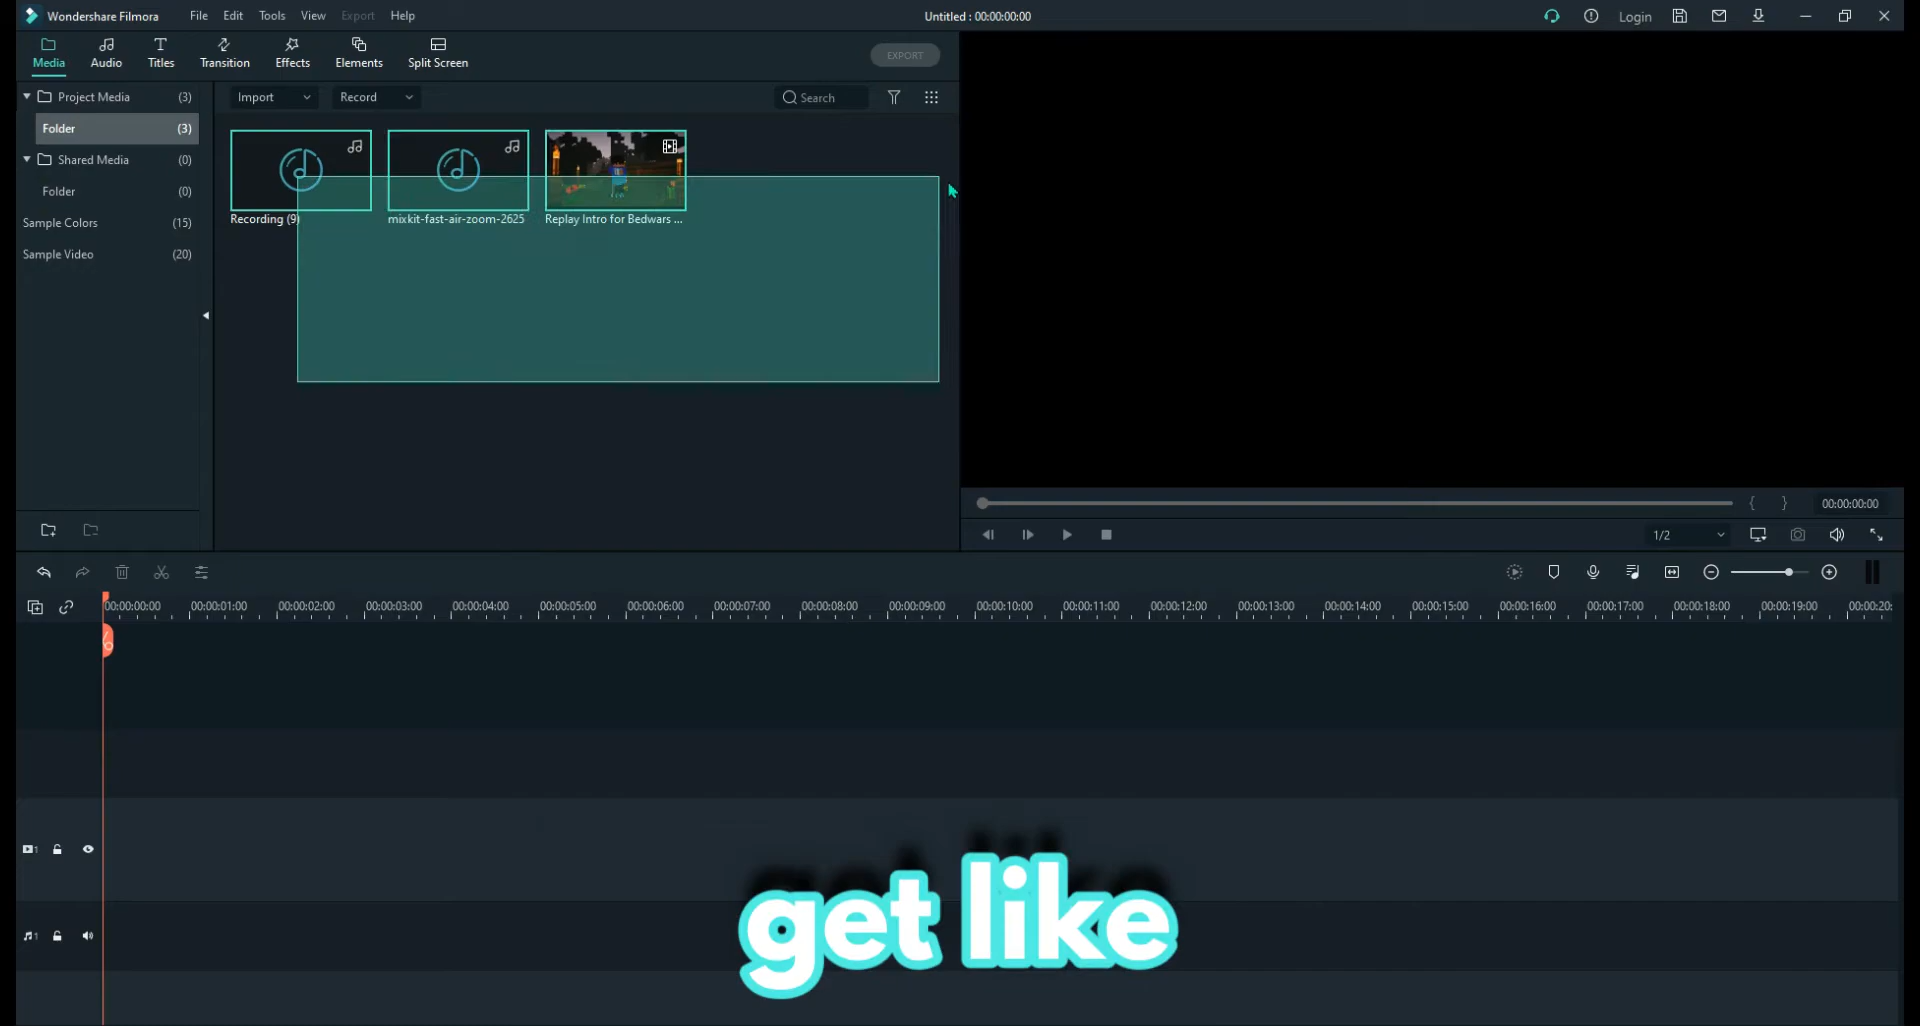 Wondershare Filmora File Edit Tools View Export Help Untitled : 00:00:00:00 Login
Media Audio Titles Transition Effects Elements Split Screen EXPORT
Project Media (3) Import Record Search
Folder (3)
Shared Media (0)
Folder (0)
Sample Colors (15)
Sample Video (20)
Recording (9) mixkit-fast-air-zoom-2625 Replay Intro for Bedwars ...
{ } 00:00:00:00
1/2
00:00:00:00 00:00:01:00 00:00:02:00 00:00:03:00 00:00:04:00 00:00:05:00 00:00:06:00 00:00:07:00 00:00:08:00 00:00:09:00 00:00:10:00 00:00:11:00 00:00:12:00 00:00:13:00 00:00:14:00 00:00:15:00 00:00:16:00 00:00:17:00 00:00:18:00 00:00:19:00 00:00:20:
1
1
get like